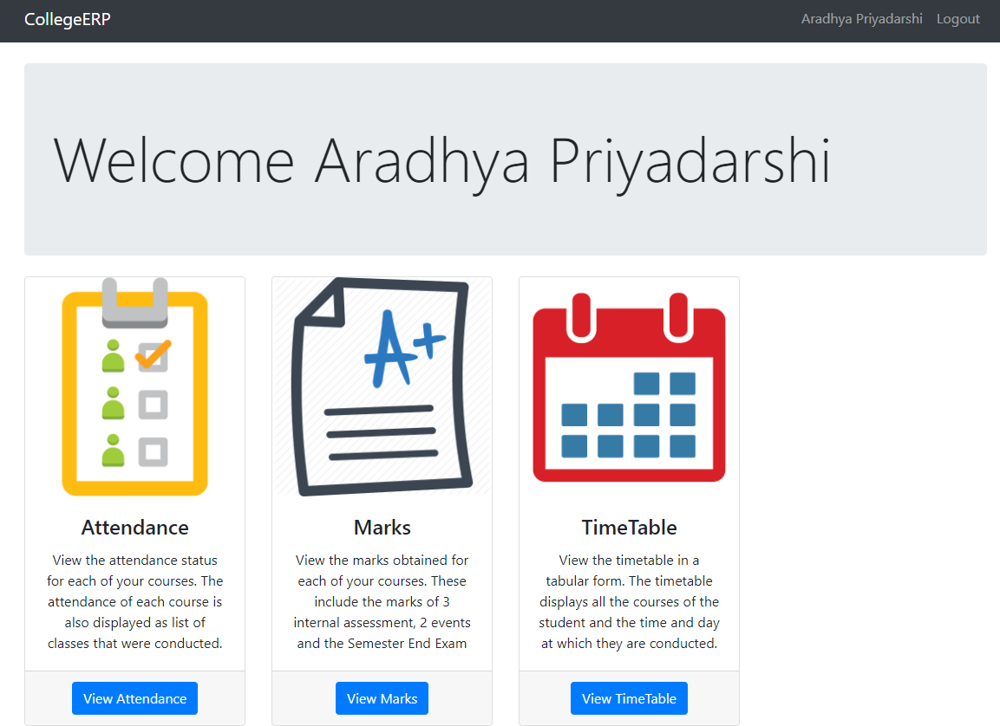 CollegeERP
Aradhya Priyadarshi Logout
Welcome Aradhya Priyadarshi
A+
Attendance
View the attendance status
for each of your courses. The
attendance of each course is
also displayed as list of
classes that were conducted.
View Attendance
Marks
View the marks obtained for
each of your courses. These
include the marks of 3
internal assessment, 2 events
and the Semester End Exam
View Marks
TimeTable
View the timetable in a
tabular form. The timetable
displays all the courses of the
student and the time and day
at which they are conducted.
View TimeTable